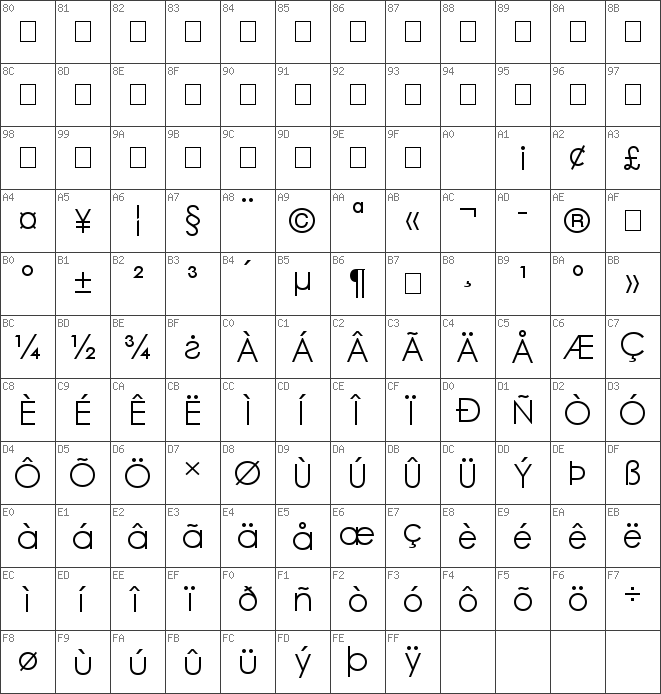 80 81 82 83 84 85 86 87 88 89 8A 8B
8C 8D 8E 8F 90 91 92 93 94 95 96 97
98 99 9A 9B 9C 9D 9E 9F A0 A1 A2 A3
¡ ¢ £
A4 A5 A6 A7 A8 A9 AA AB AC AD AE AF
¤ ¥ ¦ § ¨ © ª « ¬ - ®
B0 B1 B2 B3 B4 B5 B6 B7 B8 B9 BA BB
° ± ² ³ ´ µ ¶ ¸ ¹ º »
BC BD BE BF C0 C1 C2 C3 C4 C5 C6 C7
¼ ½ ¾ ¿ À Á Â Ã Ä Å Æ Ç
C8 C9 CA CB CC CD CE CF D0 D1 D2 D3
È É Ê Ë Ì Í Î Ï Ð Ñ Ò Ó
D4 D5 D6 D7 D8 D9 DA DB DC DD DE DF
Ô Õ Ö × Ø Ù Ú Û Ü Ý Þ ß
E0 E1 E2 E3 E4 E5 E6 E7 E8 E9 EA EB
à á â ã ä å æ ç è é ê ë
EC ED EE EF F0 F1 F2 F3 F4 F5 F6 F7
ì í î ï ð ñ ò ó ô õ ö ÷
F8 F9 FA FB FC FD FE FF
ø ù ú û ü ý þ ÿ